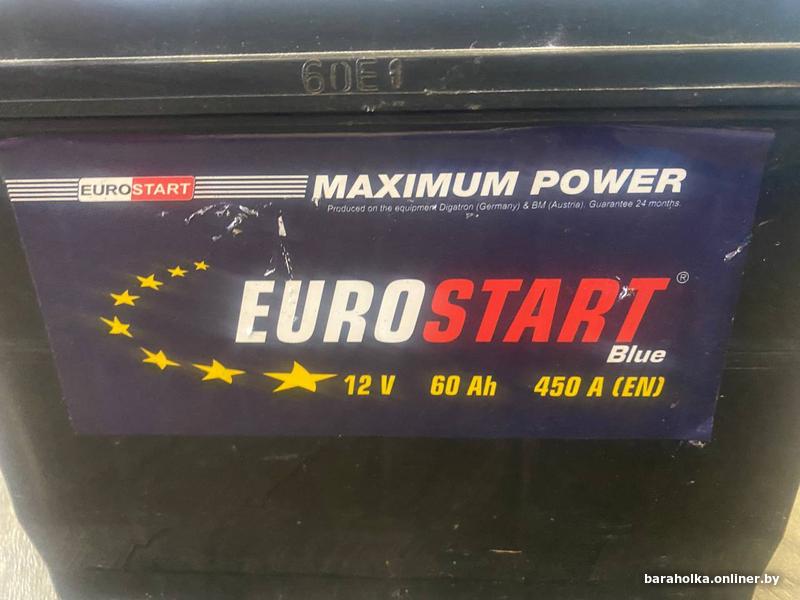 60E1
EUROSTART MAXIMUM POWER
Produced on the equipment Digatron (Germany) & BM (Austria). Guarantee 24 months.
EUROSTART®
Blue
12 V 60 Ah 450 A (EN)
baraholka.onliner.by